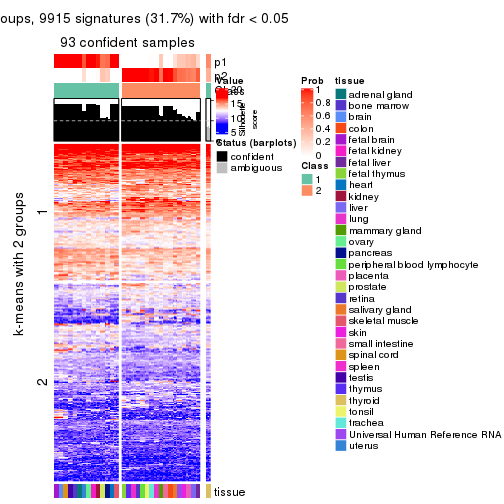 oups, 9915 signatures (31.7%) with fdr < 0.05
93 confident samples
p1
p2
Class
Silhouette score
k-means with 2 groups
1
2
tissue
Value
15
10
5
Status (barplots)
confident
ambiguous
Prob
1
0.8
0.6
0.4
0.2
0
Class
1
2
tissue
adrenal gland
bone marrow
brain
colon
fetal brain
fetal kidney
fetal liver
fetal thymus
heart
kidney
liver
lung
mammary gland
ovary
pancreas
peripheral blood lymphocyte
placenta
prostate
retina
salivary gland
skeletal muscle
skin
small intestine
spinal cord
spleen
testis
thymus
thyroid
tonsil
trachea
Universal Human Reference RNA
uterus